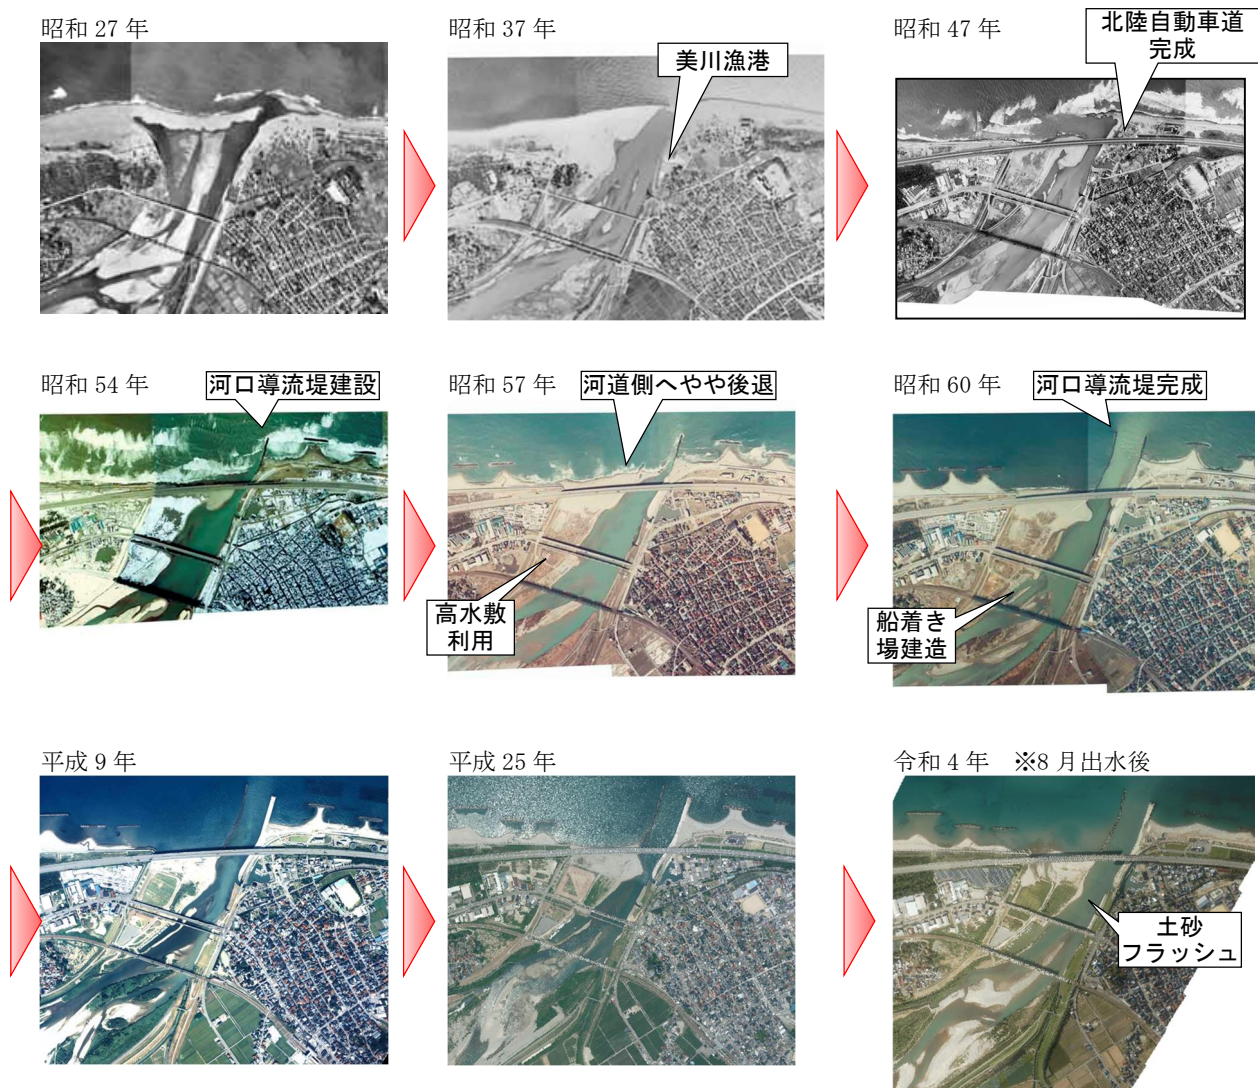 昭和 27 年
昭和 37 年
美川漁港
昭和 47 年
北陸自動車道
完成
昭和 54 年
河口導流堤建設
昭和 57 年
河道側へやや後退
高水敷
利用
昭和 60 年
河口導流堤完成
船着き
場建造
平成 9 年
平成 25 年
令和 4 年　※8 月出水後
土砂
フラッシュ